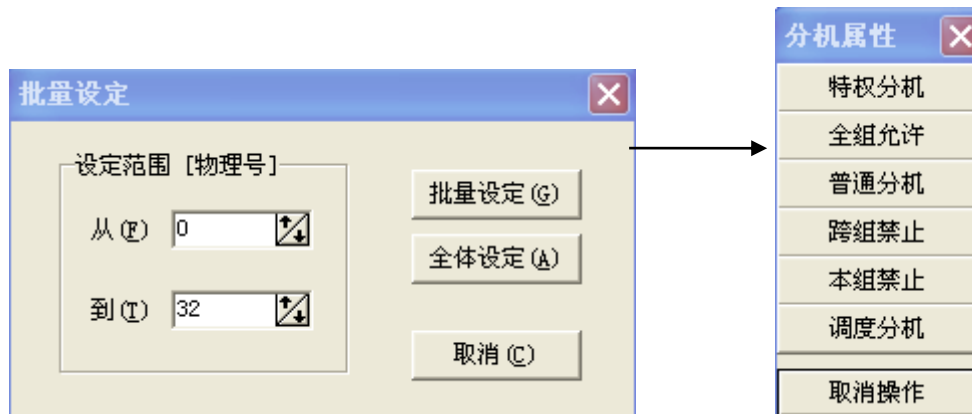 批量设定
设定范围 [物理号]
从(F) 0
到(T) 32
批量设定(G)
全体设定(A)
取消(C)
分机属性
特权分机
全组允许
普通分机
跨组禁止
本组禁止
调度分机
取消操作